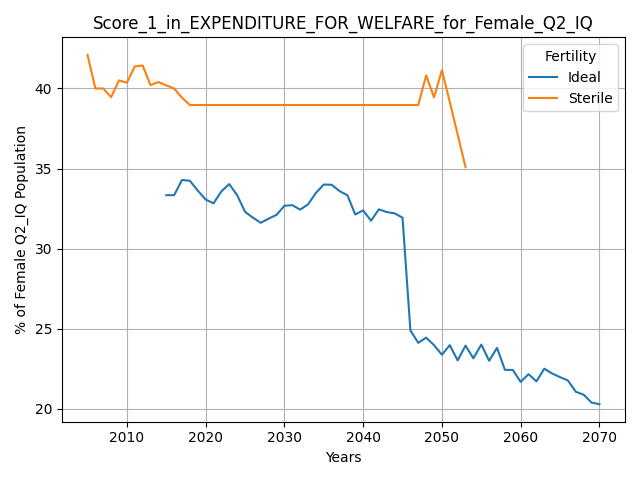 Score_1_in_EXPENDITURE_FOR_WELFARE_for_Female_Q2_IQ
Fertility
Ideal
Sterile
% of Female Q2_IQ Population
40
35
30
25
20
2010 2020 2030 2040 2050 2060 2070
Years